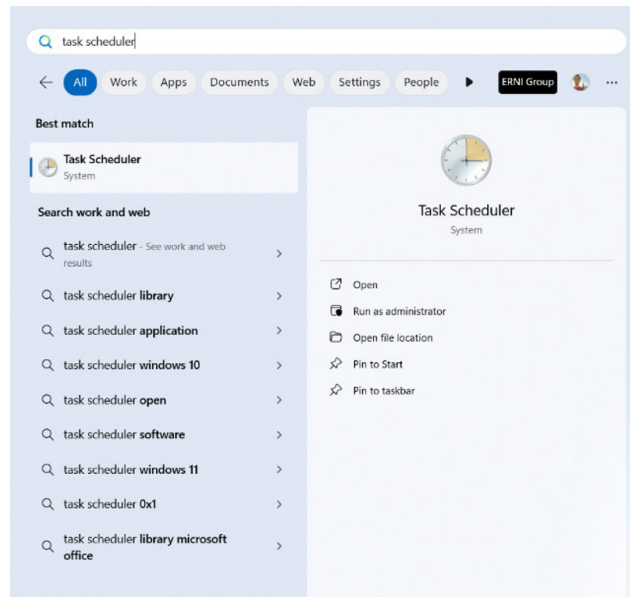 task scheduler
All Work Apps Documents Web Settings People ERNI Group ...
Best match
Task Scheduler
System
Search work and web
task scheduler - See work and web
results
task scheduler library
task scheduler application
task scheduler windows 10
task scheduler open
task scheduler software
task scheduler windows 11
task scheduler 0x1
task scheduler library microsoft
office
Task Scheduler
System
Open
Run as administrator
Open file location
Pin to Start
Pin to taskbar